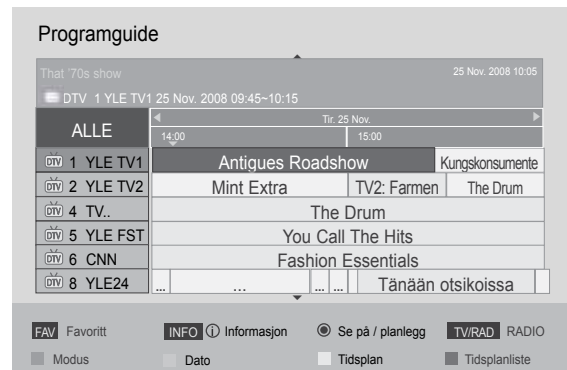 Programguide
That '70s show 25 Nov. 2008 10:05
DTV 1 YLE TV1 25 Nov. 2008 09:45~10:15
ALLE
Tir. 25 Nov.
14:00 15:00
DTV 1 YLE TV1 Antigues Roadshow Kungskonsumente
DTV 2 YLE TV2 Mint Extra TV2: Farmen The Drum
DTV 4 TV.. The Drum
DTV 5 YLE FST You Call The Hits
DTV 6 CNN Fashion Essentials
DTV 8 YLE24 ... ... ... ... Tänään otsikoissa
FAV Favoritt INFO ⓘ Informasjon ◉ Se på / planlegg TV/RAD RADIO
Modus Dato Tidsplan Tidsplanliste